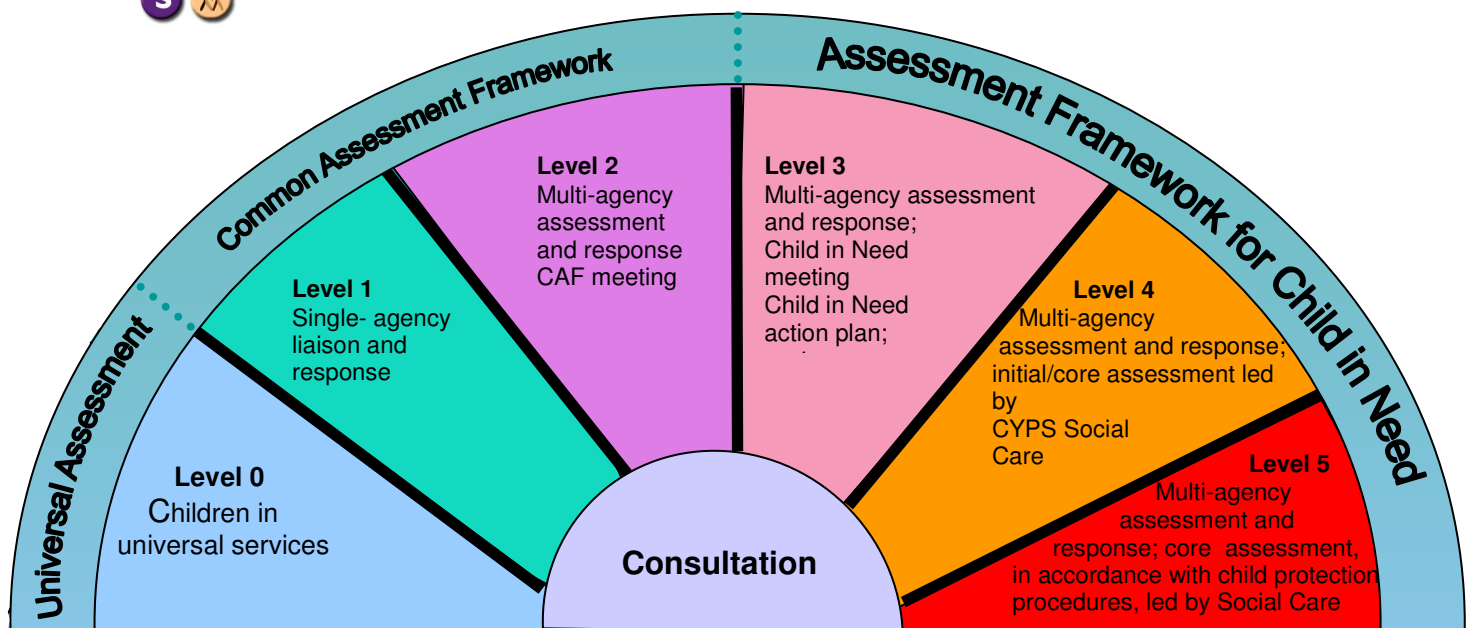 s
Universal Assessment
Common Assessment Framework
Assessment Framework for Child in Need
Level 0
Children in
universal services
Level 1
Single- agency
liaison and
response
Level 2
Multi-agency
assessment
and response
CAF meeting
Level 3
Multi-agency assessment
and response;
Child in Need
meeting
Child in Need
action plan;
Level 4
Multi-agency
assessment and response;
initial/core assessment led
by
CYPS Social
Care
Level 5
Multi-agency
assessment and
response; core assessment,
in accordance with child protection
procedures, led by Social Care
Consultation